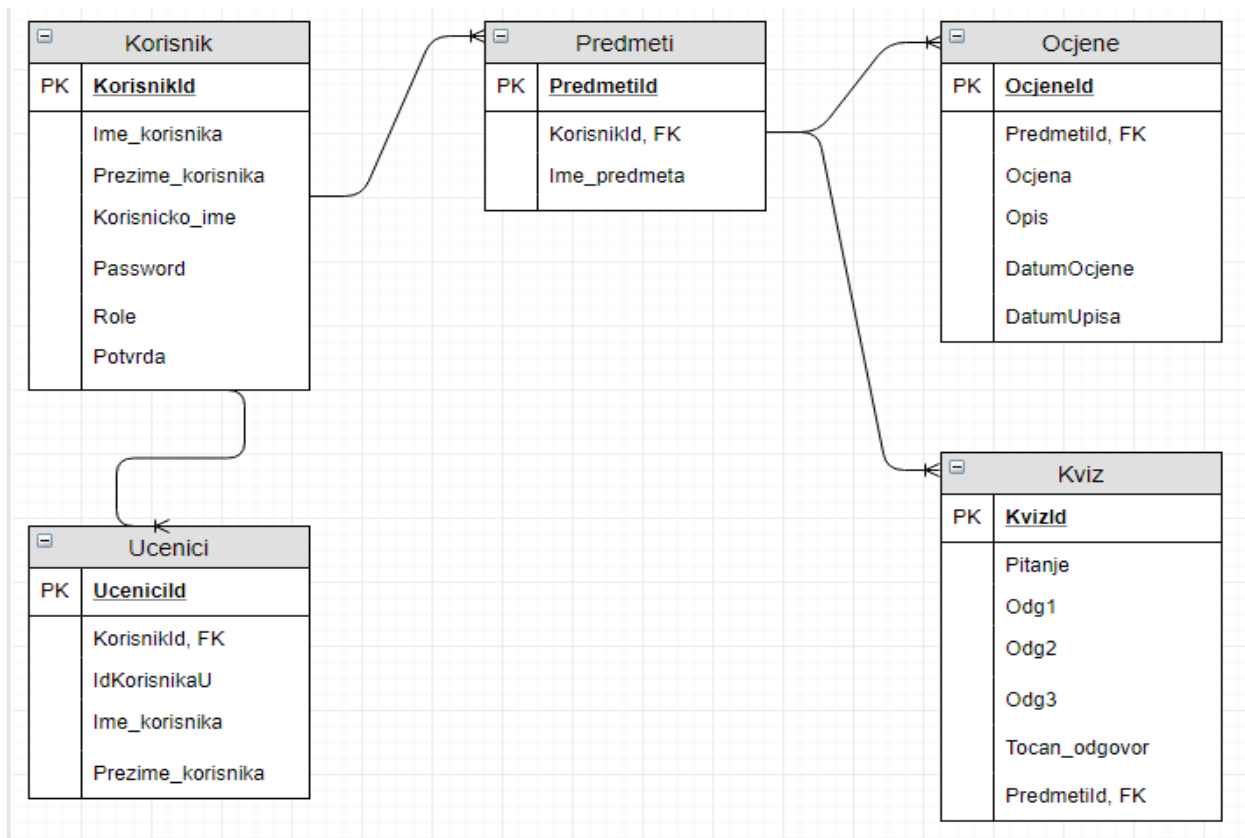 Korisnik
PK KorisnikId
Ime_korisnika
Prezime_korisnika
Korisnicko_ime
Password
Role
Potvrda
Predmeti
PK PredmetiId
KorisnikId, FK
Ime_predmeta
Ocjene
PK OcjeneId
PredmetiId, FK
Ocjena
Opis
DatumOcjene
DatumUpisa
Ucenici
PK UceniciId
KorisnikId, FK
IdKorisnikaU
Ime_korisnika
Prezime_korisnika
Kviz
PK KvizId
Pitanje
Odg1
Odg2
Odg3
Tocan_odgovor
PredmetiId, FK